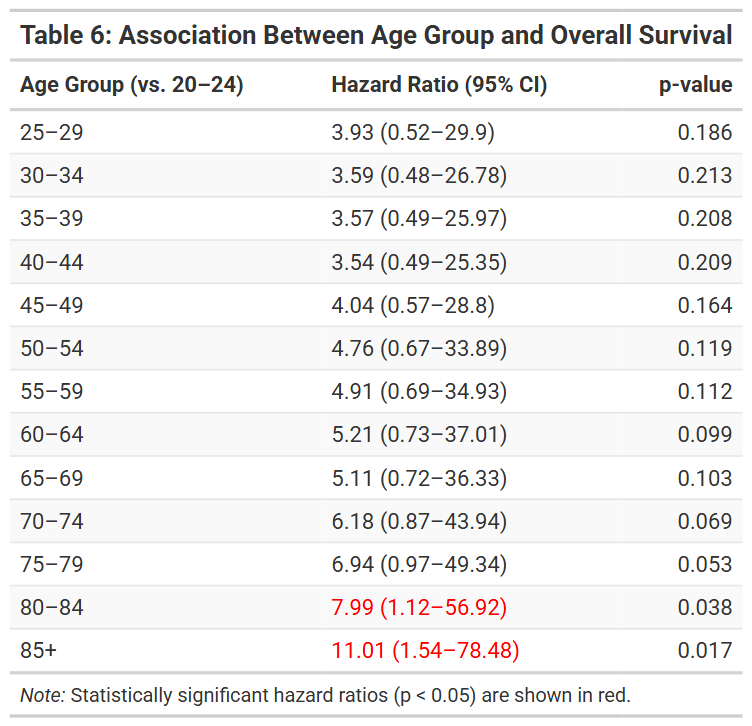 Table 6: Association Between Age Group and Overall Survival
Age Group (vs. 20–24) Hazard Ratio (95% CI) p-value
25–29 3.93 (0.52–29.9) 0.186
30–34 3.59 (0.48–26.78) 0.213
35–39 3.57 (0.49–25.97) 0.208
40–44 3.54 (0.49–25.35) 0.209
45–49 4.04 (0.57–28.8) 0.164
50–54 4.76 (0.67–33.89) 0.119
55–59 4.91 (0.69–34.93) 0.112
60–64 5.21 (0.73–37.01) 0.099
65–69 5.11 (0.72–36.33) 0.103
70–74 6.18 (0.87–43.94) 0.069
75–79 6.94 (0.97–49.34) 0.053
80–84 7.99 (1.12–56.92) 0.038
85+ 11.01 (1.54–78.48) 0.017
Note: Statistically significant hazard ratios (p < 0.05) are shown in red.